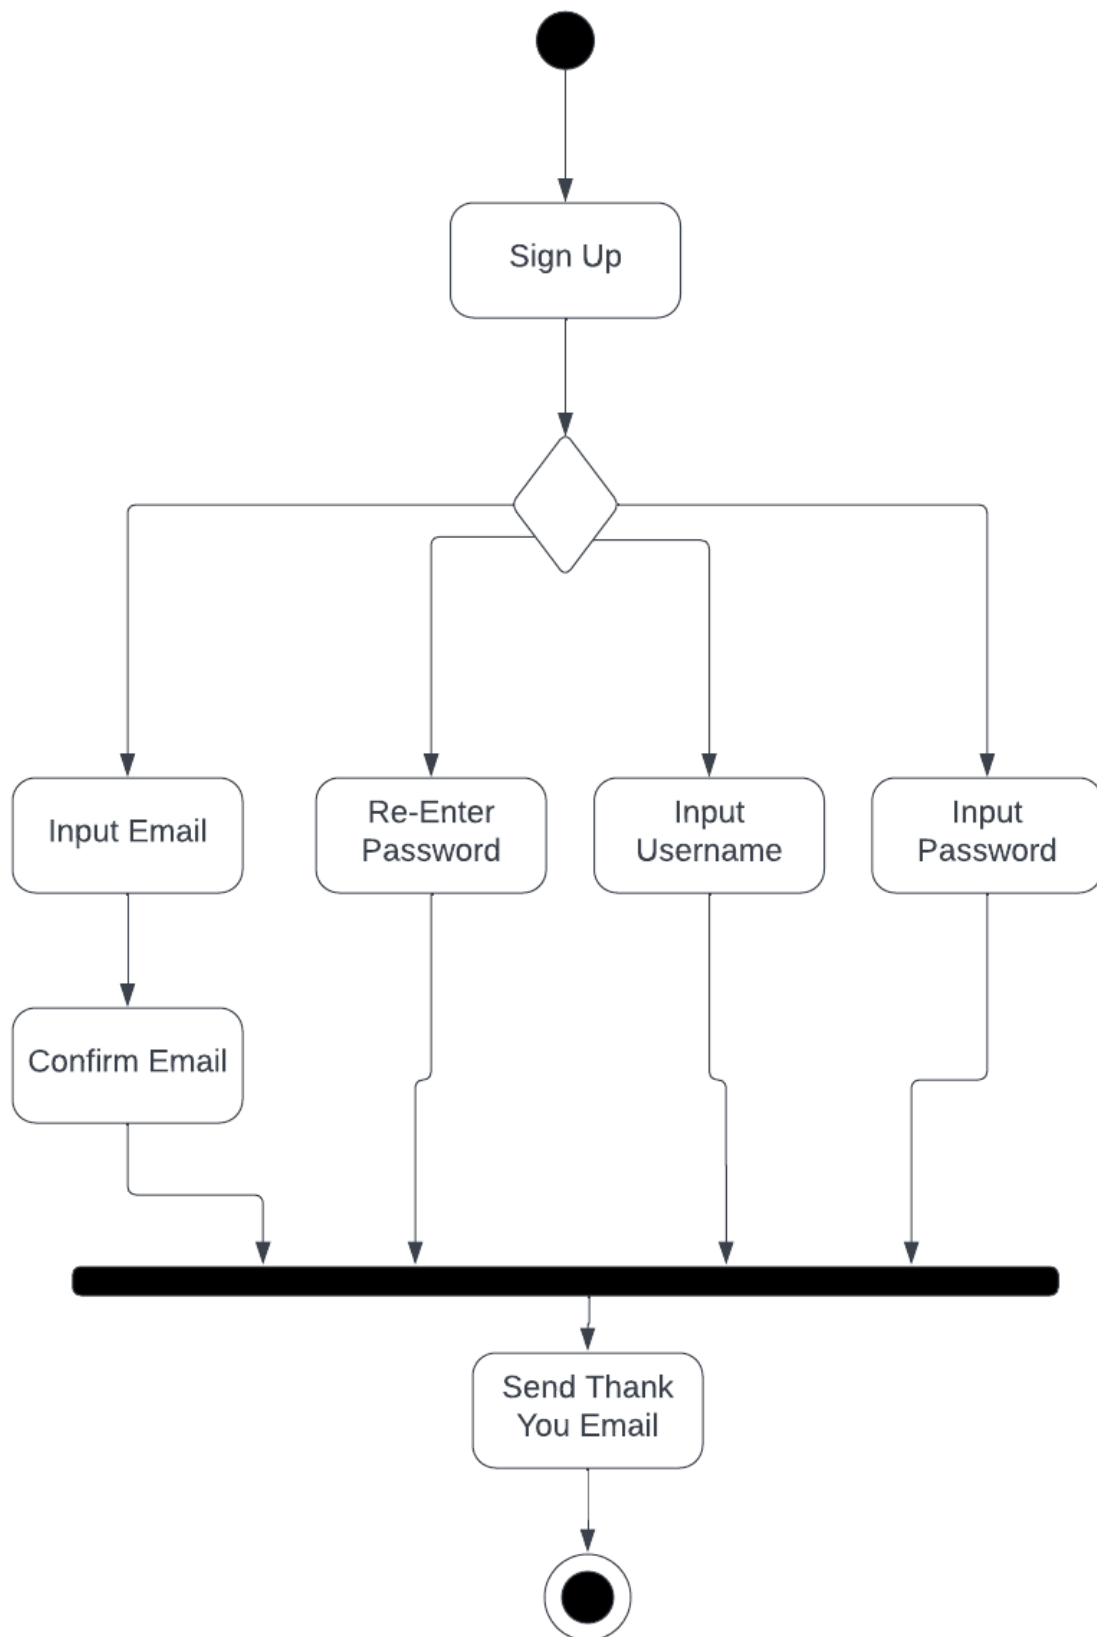 Sign Up
Input Email
Re-Enter
Password
Input
Username
Input
Password
Confirm Email
Send Thank
You Email